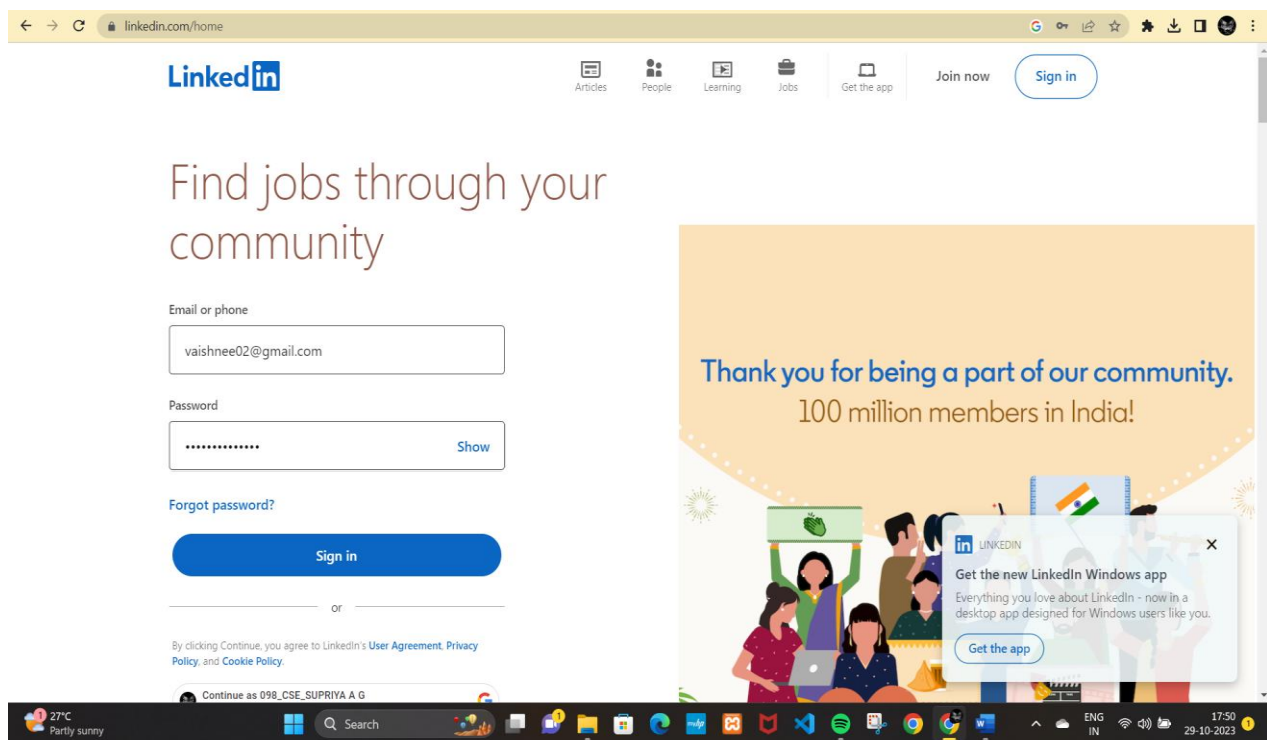 linkedin.com/home
Linked in
Articles
People
Learning
Jobs
Get the app
Join now
Sign in
Find jobs through your
community
Email or phone
vaishnee02@gmail.com
Password
••••••••••••••
Show
Forgot password?
Sign in
or
By clicking Continue, you agree to LinkedIn's User Agreement, Privacy
Policy, and Cookie Policy.
Continue as 098_CSE_SUPRIYA A G
Thank you for being a part of our community.
100 million members in India!
in LINKEDIN
Get the new LinkedIn Windows app
Everything you love about LinkedIn - now in a
desktop app designed for Windows users like you.
Get the app
1
27°C
Partly sunny
Search
1
ENG
IN
17:50
29-10-2023
1